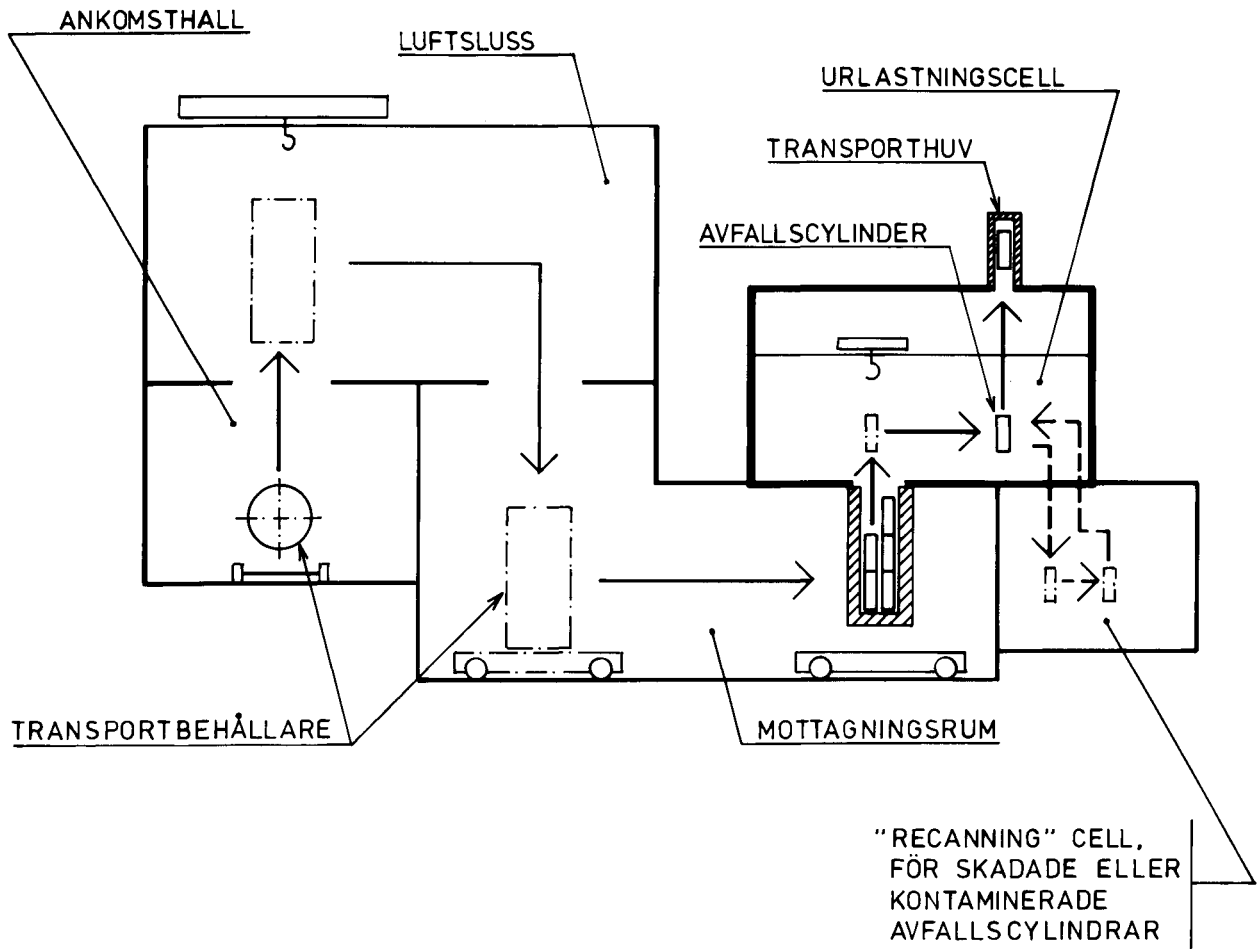 ANKOMSTHALL
LUFTSLUSS
URLASTNINGSCELL
TRANSPORTHUV
AVFALLSCYLINDER
TRANSPORTBEHÅLLARE
MOTTAGNINGSRUM
"RECANNING" CELL,
FÖR SKADADE ELLER
KONTAMINERADE
AVFALLSCYLINDRAR